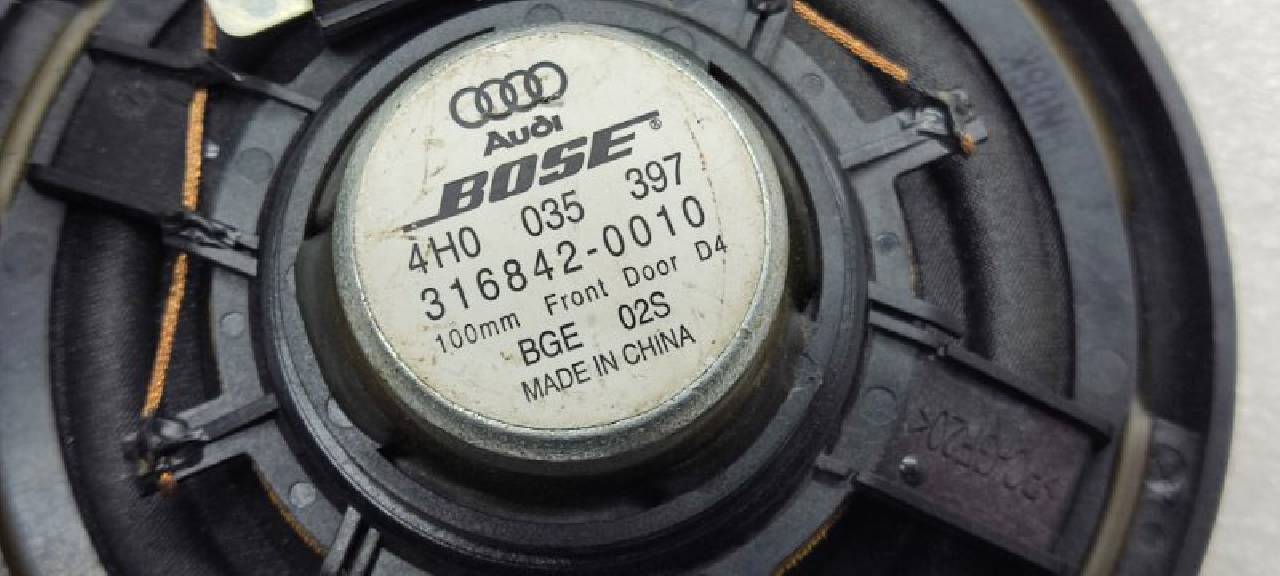 Audi
BOSE®
4H0 035 397
316842-0010
100mm Front Door D4
BGE 02S
MADE IN CHINA